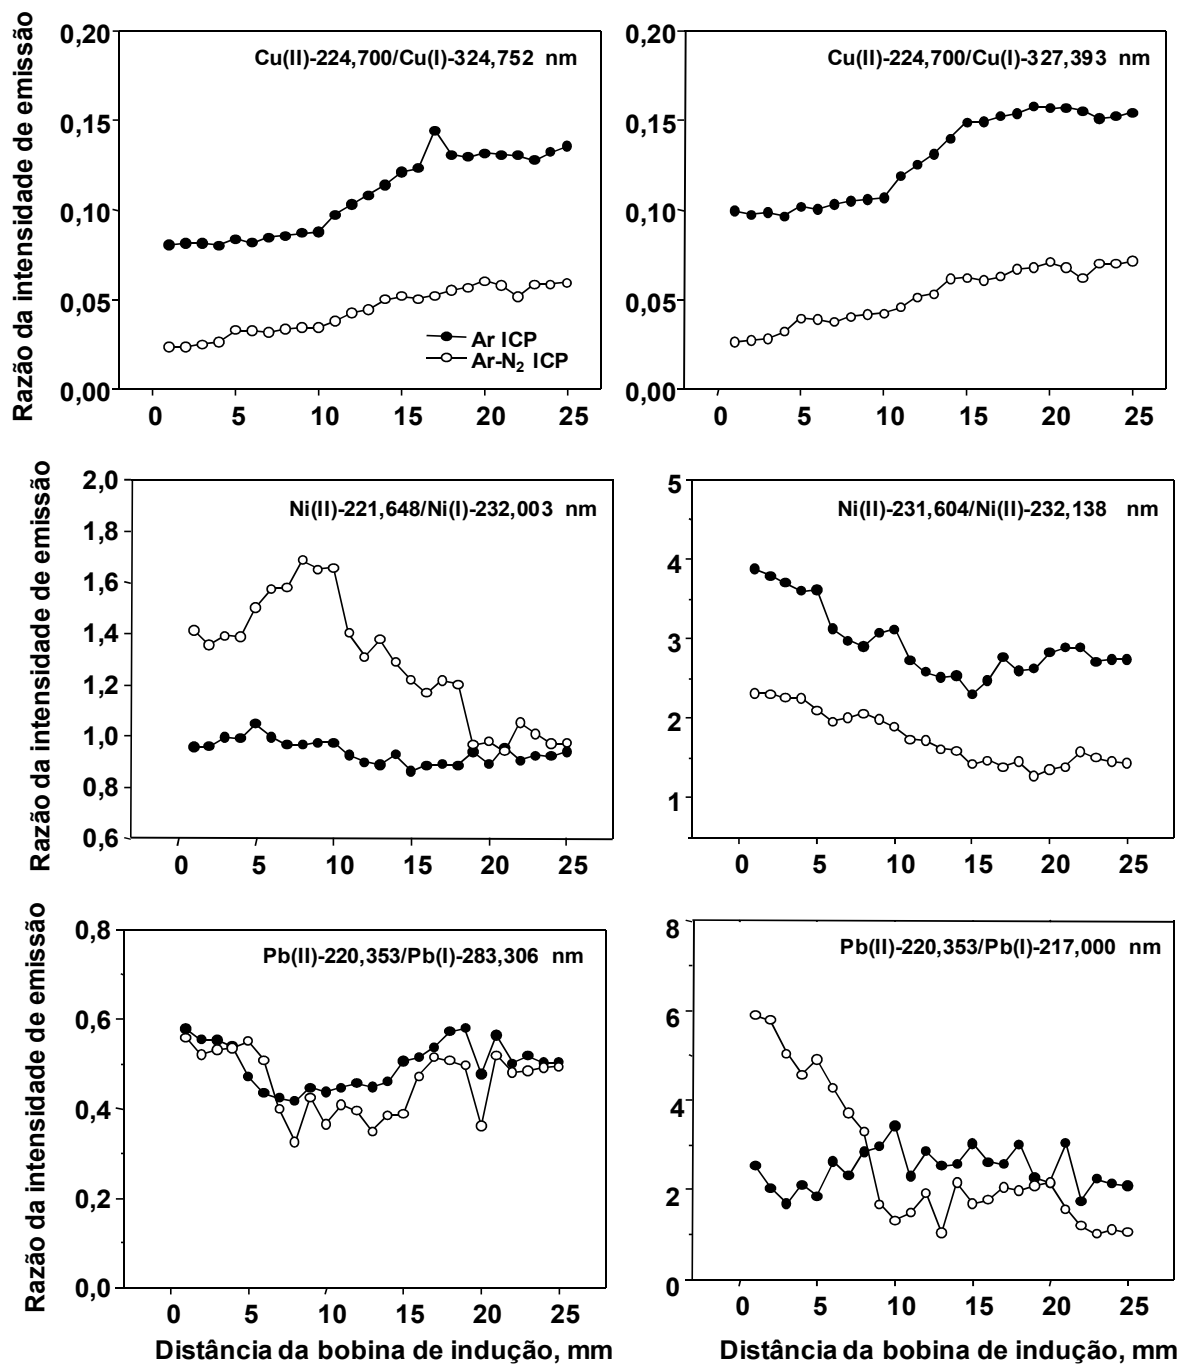 Razão da intensidade de emissão
0,20
0,15
0,10
0,05
0,00
Cu(II)-224,700/Cu(I)-324,752 nm
Ar ICP
Ar-N₂ ICP
0 5 10 15 20 25
0,20
0,15
0,10
0,05
0,00
Cu(II)-224,700/Cu(I)-327,393 nm
0 5 10 15 20 25
Razão da intensidade de emissão
2,0
1,8
1,6
1,4
1,2
1,0
0,8
0,6
Ni(II)-221,648/Ni(I)-232,003 nm
0 5 10 15 20 25
5
4
3
2
1
Ni(II)-231,604/Ni(II)-232,138 nm
0 5 10 15 20 25
Razão da intensidade de emissão
0,8
0,6
0,4
0,2
0,0
Pb(II)-220,353/Pb(I)-283,306 nm
0 5 10 15 20 25
Distância da bobina de indução, mm
8
6
4
2
0
Pb(II)-220,353/Pb(I)-217,000 nm
0 5 10 15 20 25
Distância da bobina de indução, mm